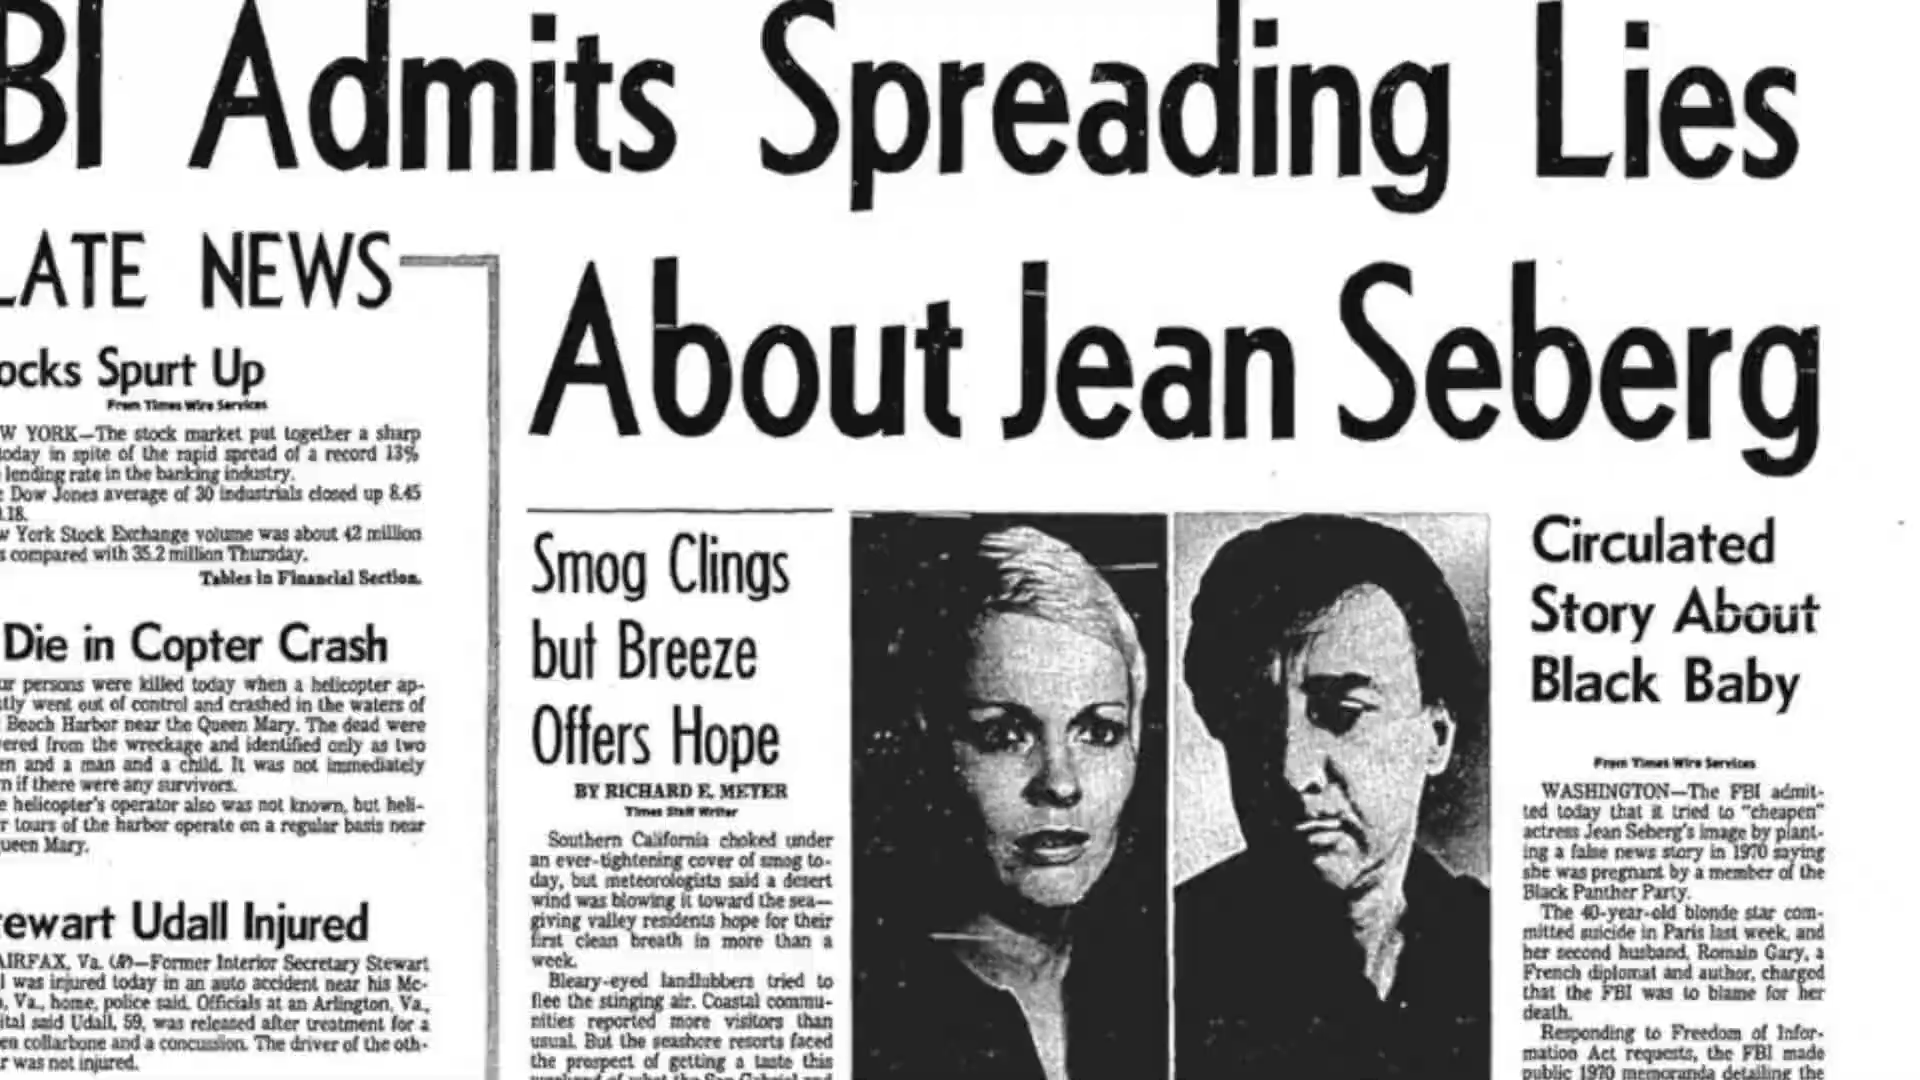 BI Admits Spreading Lies
About Jean Seberg
LATE NEWS
ocks Spurt Up
From Times Wire Services
W YORK—The stock market put together a sharp
today in spite of the rapid spread of a record 13%
lending rate in the banking industry.
Dow Jones average of 30 industrials closed up 8.45
.18.
w York Stock Exchange volume was about 42 million
s compared with 35.2 million Thursday.
Tables in Financial Section.
Die in Copter Crash
ur persons were killed today when a helicopter ap-
tly went out of control and crashed in the waters of
Beach Harbor near the Queen Mary. The dead were
ered from the wreckage and identified only as two
en and a man and a child. It was not immediately
n if there were any survivors.
e helicopter's operator also was not known, but heli-
r tours of the harbor operate on a regular basis near
ueen Mary.
tewart Udall Injured
AIRFAX, Va. (AP)—Former Interior Secretary Stewart
l was injured today in an auto accident near his Mc-
, Va., home, police said. Officials at an Arlington, Va.,
ital said Udall, 59, was released after treatment for a
en collarbone and a concussion. The driver of the oth-
r was not injured.
Smog Clings
but Breeze
Offers Hope
BY RICHARD E. MEYER
Times Staff Writer
Southern California choked under
an ever-tightening cover of smog to-
day, but meteorologists said a desert
wind was blowing it toward the sea—
giving valley residents hope for their
first clean breath in more than a
week.
Bleary-eyed landlubbers tried to
flee the stinging air. Coastal commu-
nities reported more visitors than
usual. But the seashore resorts faced
the prospect of getting a taste this
Circulated
Story About
Black Baby
From Times Wire Services
WASHINGTON—The FBI admit-
ted today that it tried to "cheapen"
actress Jean Seberg's image by plant-
ing a false news story in 1970 saying
she was pregnant by a member of the
Black Panther Party.
The 40-year-old blonde star com-
mitted suicide in Paris last week, and
her second husband, Romain Gary, a
French diplomat and author, charged
that the FBI was to blame for her
death.
Responding to Freedom of Infor-
mation Act requests, the FBI made
public 1970 memoranda detailing the